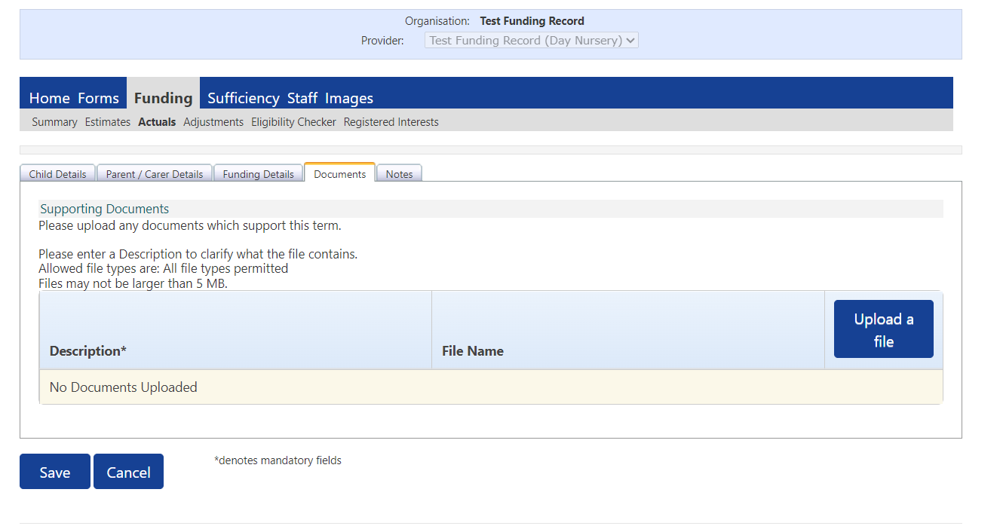 Organisation: Test Funding Record
Provider: Test Funding Record (Day Nursery)
Home Forms Funding Sufficiency Staff Images
Summary Estimates Actuals Adjustments Eligibility Checker Registered Interests
Child Details Parent / Carer Details Funding Details Documents Notes
Supporting Documents
Please upload any documents which support this term.
Please enter a Description to clarify what the file contains.
Allowed file types are: All file types permitted
Files may not be larger than 5 MB.
Upload a
file
Description* File Name
No Documents Uploaded
*denotes mandatory fields
Save Cancel